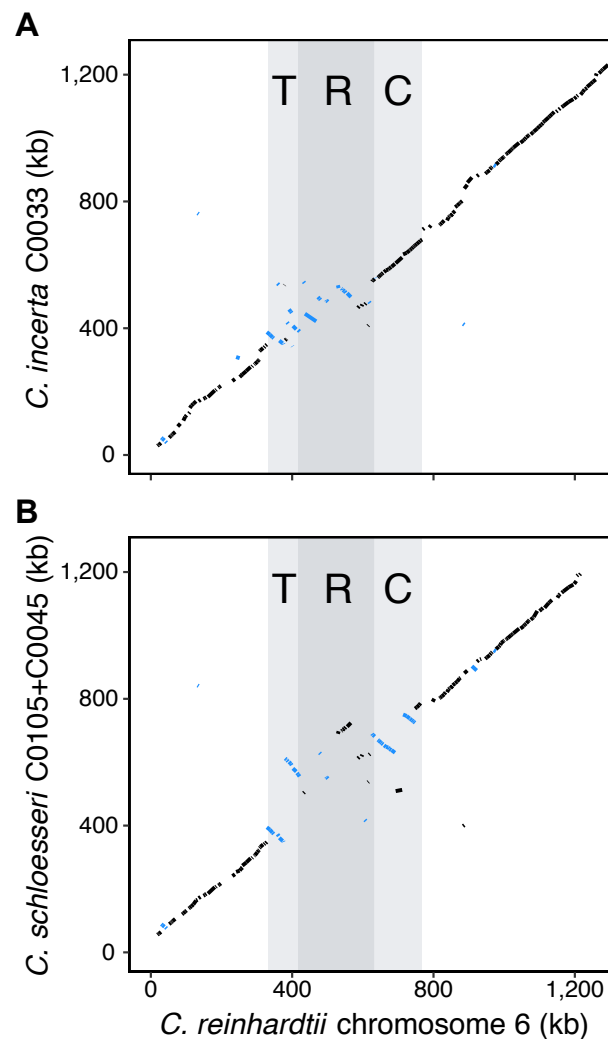 A
1,200
800
400
0
T R C
C. incerta C0033 (kb)
B
1,200
800
400
0
T R C
C. schloesseri C0105+C0045 (kb)
0 400 800 1,200
C. reinhardtii chromosome 6 (kb)